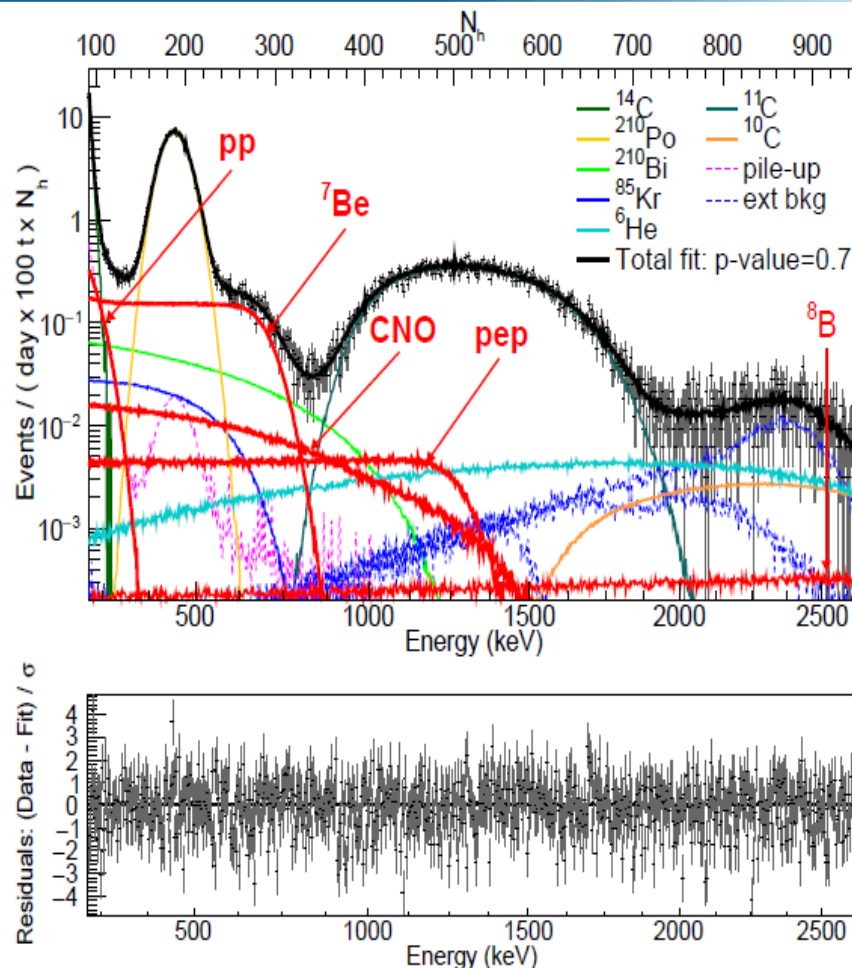 N_h
100 200 300 400 500 600 700 800 900
¹⁴C ¹¹C
²¹⁰Po ¹⁰C
²¹⁰Bi pile-up
⁸⁵Kr ext bkg
⁶He
Total fit: p-value=0.7
pp
⁷Be
CNO
pep
⁸B
Events / ( day x 100 t x N_h )
10
1
10⁻¹
10⁻²
10⁻³
500 1000 1500 2000 2500
Energy (keV)
Residuals: (Data - Fit) / σ
4
3
2
1
0
−1
−2
−3
−4
500 1000 1500 2000 2500
Energy (keV)